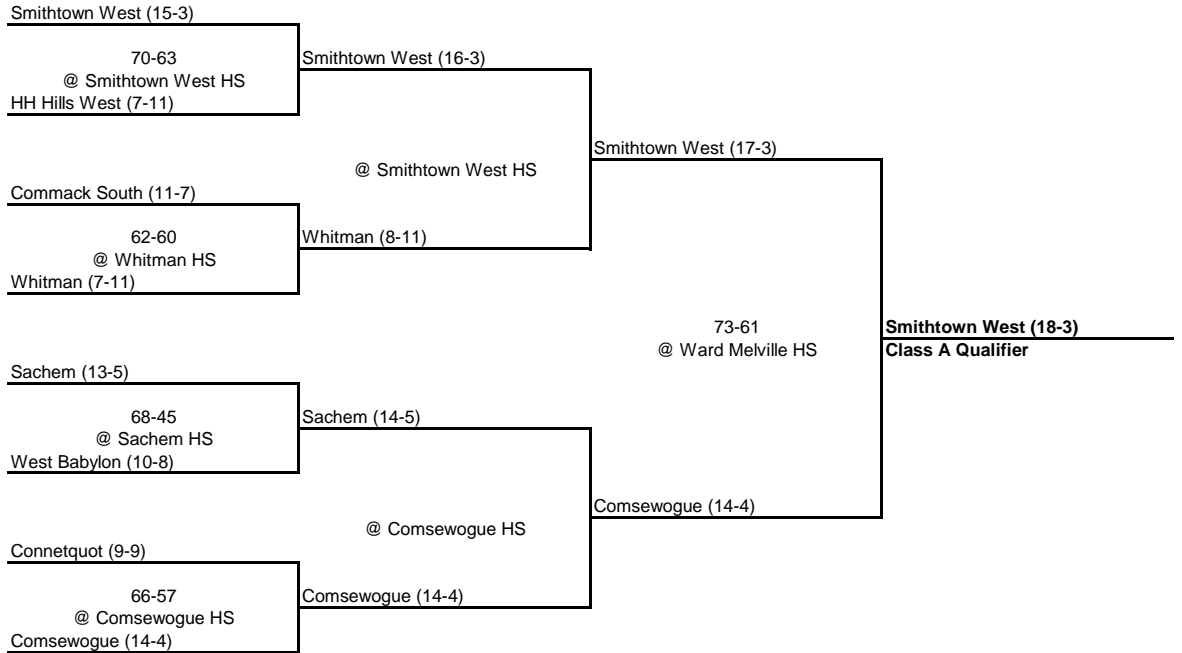 Smithtown West (15-3)
70-63
@ Smithtown West HS
HH Hills West (7-11)
Smithtown West (16-3)
@ Smithtown West HS
Commack South (11-7)
62-60
@ Whitman HS
Whitman (7-11)
Whitman (8-11)
Smithtown West (17-3)
73-61
@ Ward Melville HS
Smithtown West (18-3)
Class A Qualifier
Sachem (13-5)
68-45
@ Sachem HS
West Babylon (10-8)
Sachem (14-5)
@ Comsewogue HS
Comsewogue (14-4)
Connetquot (9-9)
66-57
@ Comsewogue HS
Comsewogue (14-4)
Comsewogue (14-4)